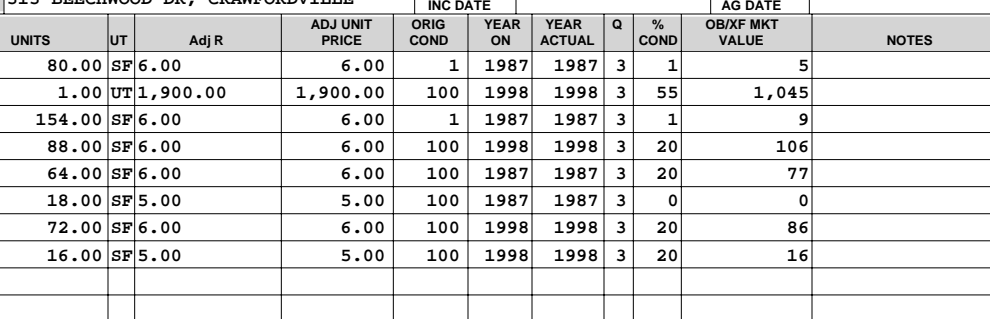 INC DATE AG DATE
UNITS UT Adj R ADJ UNIT PRICE ORIG COND YEAR ON YEAR ACTUAL Q % COND OB/XF MKT VALUE NOTES
80.00 SF 6.00 6.00 1 1987 1987 3 1 5
1.00 UT 1,900.00 1,900.00 100 1998 1998 3 55 1,045
154.00 SF 6.00 6.00 1 1987 1987 3 1 9
88.00 SF 6.00 6.00 100 1998 1998 3 20 106
64.00 SF 6.00 6.00 100 1987 1987 3 20 77
18.00 SF 5.00 5.00 100 1987 1987 3 0 0
72.00 SF 6.00 6.00 100 1998 1998 3 20 86
16.00 SF 5.00 5.00 100 1998 1998 3 20 16